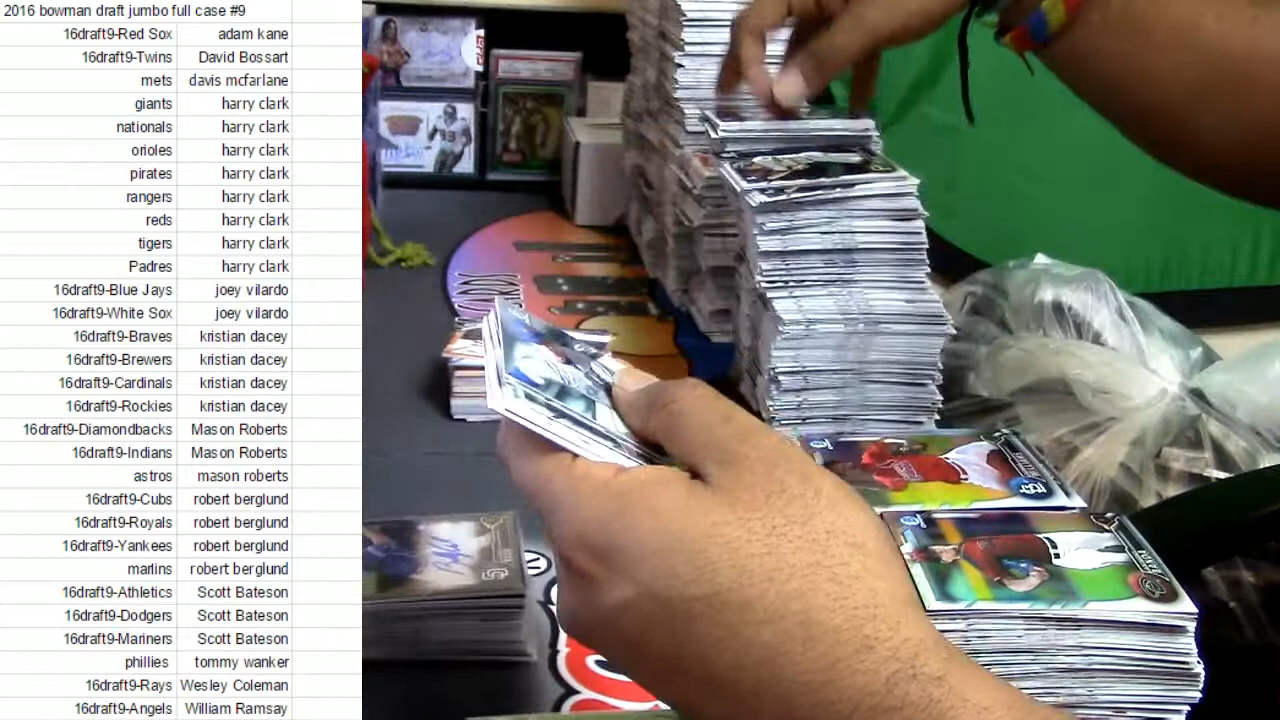 2016 bowman draft jumbo full case #9
16draft9-Red Sox adam kane
16draft9-Twins David Bossart
mets davis mcfarlane
giants harry clark
nationals harry clark
orioles harry clark
pirates harry clark
rangers harry clark
reds harry clark
tigers harry clark
Padres harry clark
16draft9-Blue Jays joey vilardo
16draft9-White Sox joey vilardo
16draft9-Braves kristian dacey
16draft9-Brewers kristian dacey
16draft9-Cardinals kristian dacey
16draft9-Rockies kristian dacey
16draft9-Diamondbacks Mason Roberts
16draft9-Indians Mason Roberts
astros mason roberts
16draft9-Cubs robert berglund
16draft9-Royals robert berglund
16draft9-Yankees robert berglund
marlins robert berglund
16draft9-Athletics Scott Bateson
16draft9-Dodgers Scott Bateson
16draft9-Mariners Scott Bateson
phillies tommy wanker
16draft9-Rays Wesley Coleman
16draft9-Angels William Ramsay